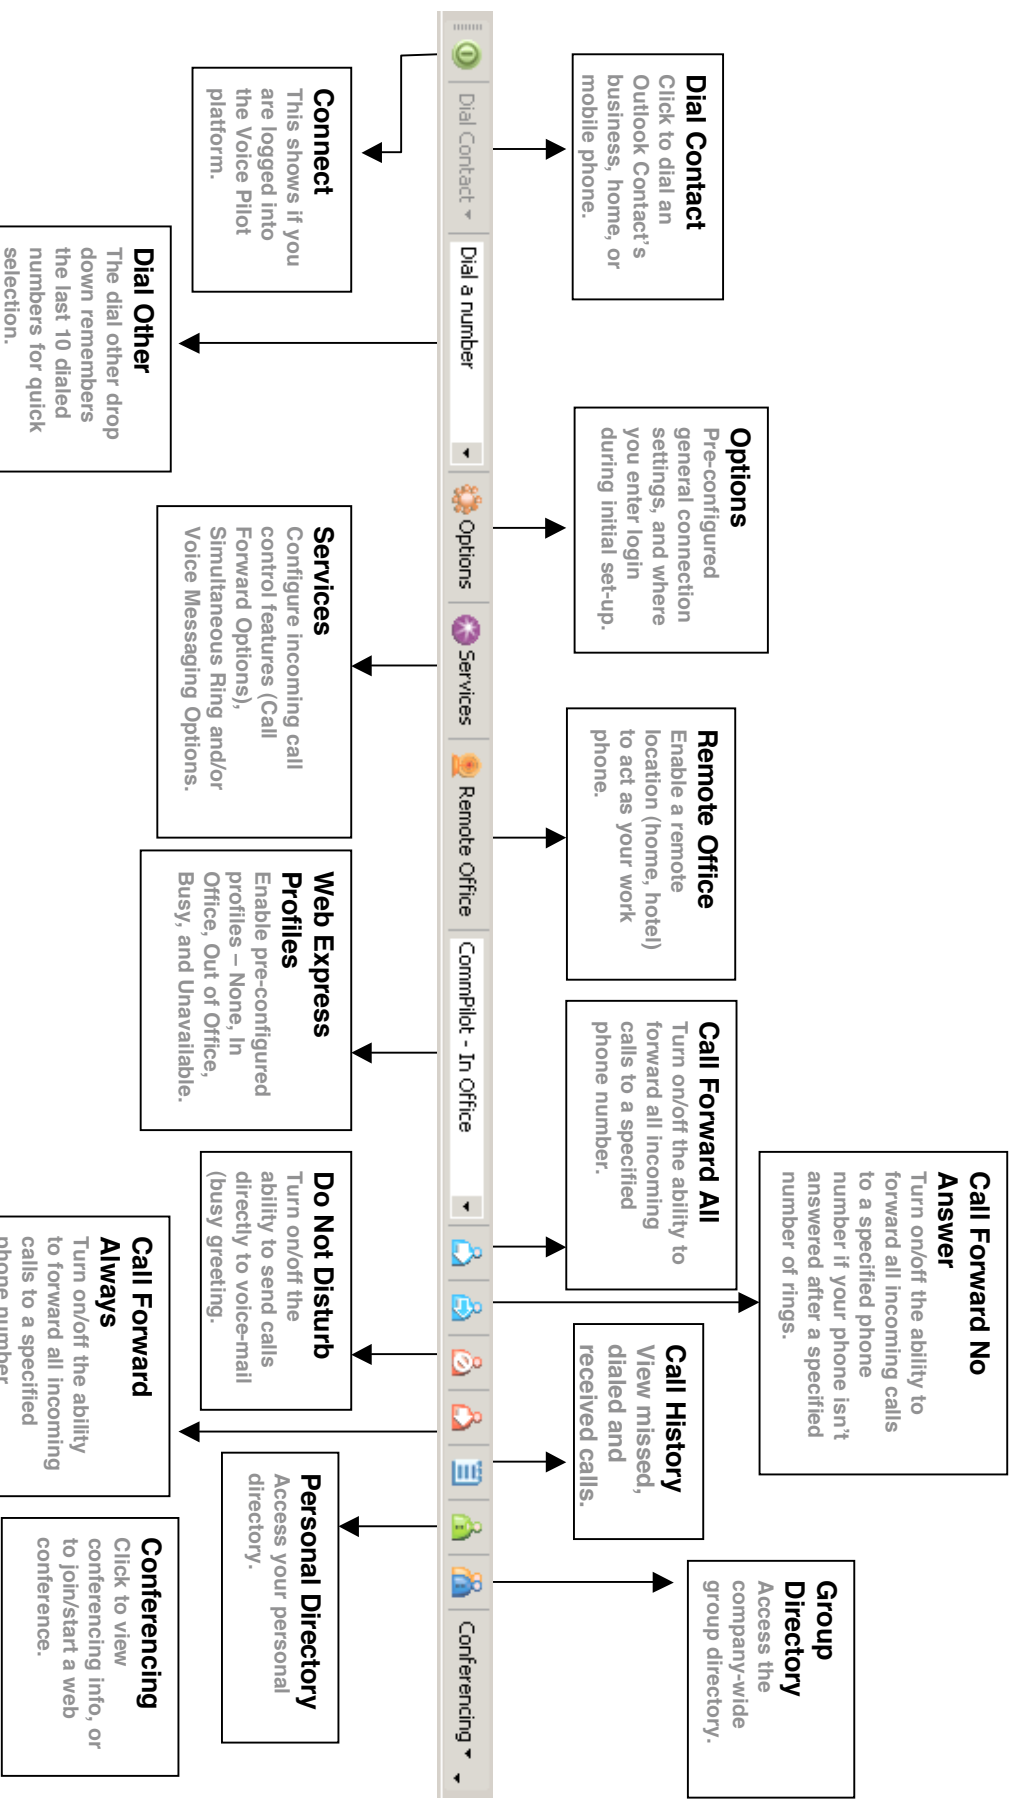 Dial Contact
Click to dial an
Outlook Contact's
business, home, or
mobile phone.
Options
Pre-configured
general connection
settings, and where
you enter login
during initial set-up.
Remote Office
Enable a remote
location (home, hotel)
to act as your work
phone.
Call Forward All
Turn on/off the ability to
forward all incoming
calls to a specified
phone number.
Call Forward No
Answer
Turn on/off the ability to
forward all incoming calls
to a specified phone
number if your phone isn't
answered after a specified
number of rings.
Call History
View missed,
dialed and
received calls.
Group
Directory
Access the
company-wide
group directory.
Dial Contact Dial a number Options Services Remote Office CommPilot - In Office Conferencing
Connect
This shows if you
are logged into
the Voice Pilot
platform.
Dial Other
The dial other drop
down remembers
the last 10 dialed
numbers for quick
selection.
Services
Configure incoming call
control features (Call
Forward Options),
Simultaneous Ring and/or
Voice Messaging Options.
Web Express
Profiles
Enable pre-configured
profiles – None, In
Office, Out of Office,
Busy, and Unavailable.
Do Not Disturb
Turn on/off the
ability to send calls
directly to voice-mail
(busy greeting.
Call Forward
Always
Turn on/off the ability
to forward all incoming
calls to a specified
phone number
Personal Directory
Access your personal
directory.
Conferencing
Click to view
conferencing info, or
to join/start a web
conference.